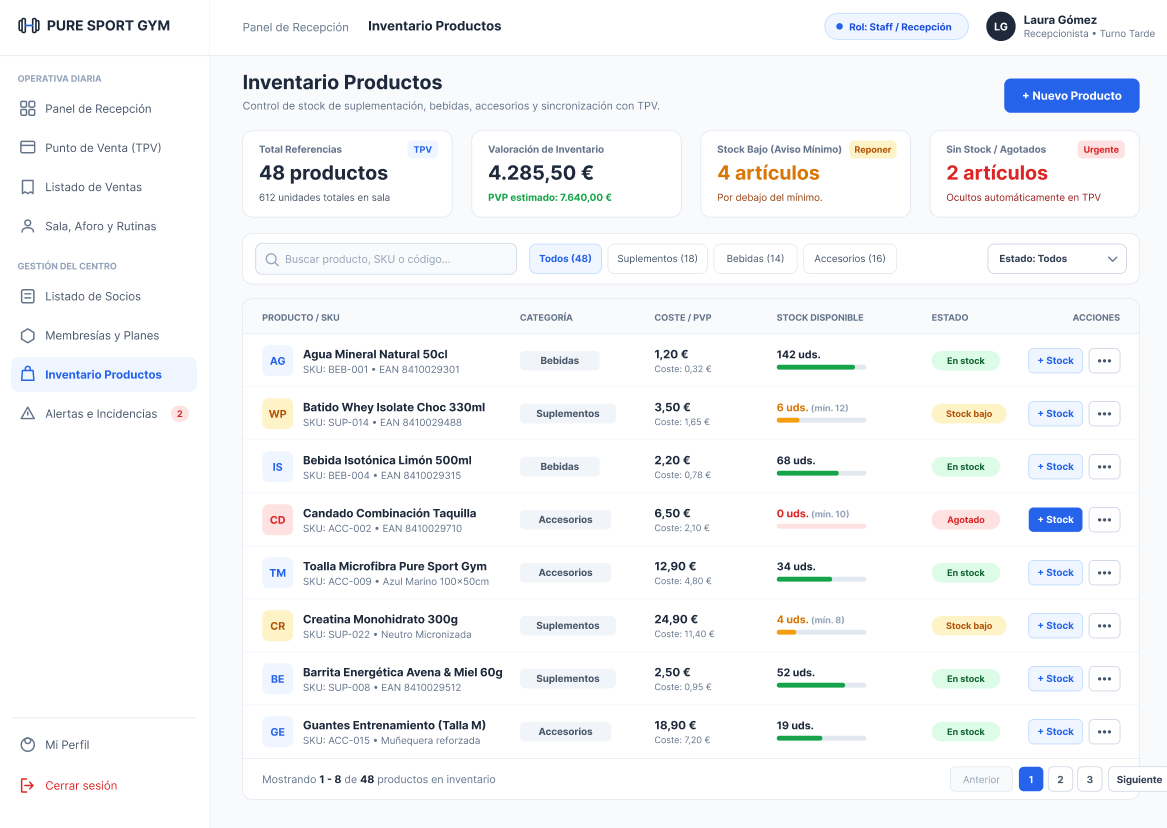 PURE SPORT GYM
Panel de Recepción Inventario Productos
Rol: Staff / Recepción
LG
Laura Gómez
Recepcionista • Turno Tarde
OPERATIVA DIARIA
Panel de Recepción
Punto de Venta (TPV)
Listado de Ventas
Sala, Aforo y Rutinas
GESTIÓN DEL CENTRO
Listado de Socios
Membresías y Planes
Inventario Productos
Alertas e Incidencias 2
Mi Perfil
Cerrar sesión
Inventario Productos
Control de stock de suplementación, bebidas, accesorios y sincronización con TPV.
+ Nuevo Producto
Total Referencias TPV
48 productos
612 unidades totales en sala
Valoración de Inventario
4.285,50 €
PVP estimado: 7.640,00 €
Stock Bajo (Aviso Mínimo) Reponer
4 artículos
Por debajo del mínimo.
Sin Stock / Agotados Urgente
2 artículos
Ocultos automáticamente en TPV
Buscar producto, SKU o código...
Todos (48) Suplementos (18) Bebidas (14) Accesorios (16)
Estado: Todos
PRODUCTO / SKU CATEGORÍA COSTE / PVP STOCK DISPONIBLE ESTADO ACCIONES
AG Agua Mineral Natural 50cl Bebidas 1,20 € 142 uds. En stock + Stock •••
SKU: BEB-001 • EAN 8410029301 Coste: 0,32 €
WP Batido Whey Isolate Choc 330ml Suplementos 3,50 € 6 uds. (mín. 12) Stock bajo + Stock •••
SKU: SUP-014 • EAN 8410029488 Coste: 1,65 €
IS Bebida Isotónica Limón 500ml Bebidas 2,20 € 68 uds. En stock + Stock •••
SKU: BEB-004 • EAN 8410029315 Coste: 0,78 €
CD Candado Combinación Taquilla Accesorios 6,50 € 0 uds. (mín. 10) Agotado + Stock •••
SKU: ACC-002 • EAN 8410029710 Coste: 2,10 €
TM Toalla Microfibra Pure Sport Gym Accesorios 12,90 € 34 uds. En stock + Stock •••
SKU: ACC-009 • Azul Marino 100×50cm Coste: 4,80 €
CR Creatina Monohidrato 300g Suplementos 24,90 € 4 uds. (mín. 8) Stock bajo + Stock •••
SKU: SUP-022 • Neutro Micronizada Coste: 11,40 €
BE Barrita Energética Avena & Miel 60g Suplementos 2,50 € 52 uds. En stock + Stock •••
SKU: SUP-008 • EAN 8410029512 Coste: 0,95 €
GE Guantes Entrenamiento (Talla M) Accesorios 18,90 € 19 uds. En stock + Stock •••
SKU: ACC-015 • Muñequera reforzada Coste: 7,20 €
Mostrando 1 - 8 de 48 productos en inventario
Anterior 1 2 3 Siguiente